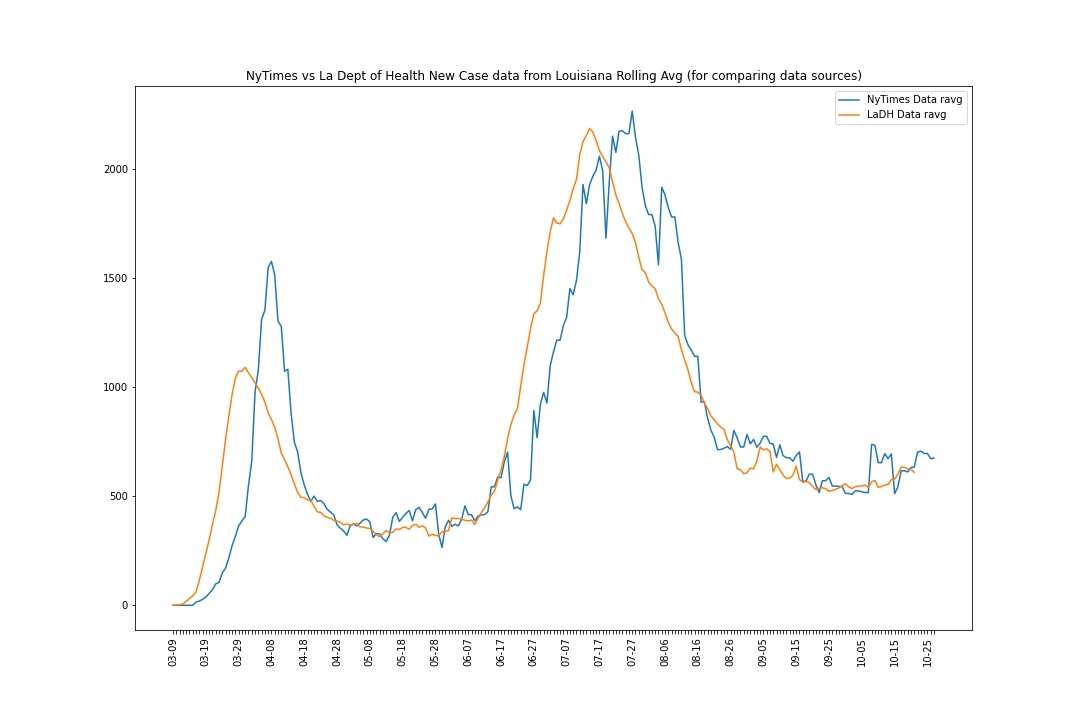 NyTimes vs La Dept of Health New Case data from Louisiana Rolling Avg (for comparing data sources)
NyTimes Data ravg
LaDH Data ravg
2000
1500
1000
500
0
03-09 03-19 03-29 04-08 04-18 04-28 05-08 05-18 05-28 06-07 06-17 06-27 07-07 07-17 07-27 08-06 08-16 08-26 09-05 09-15 09-25 10-05 10-15 10-25